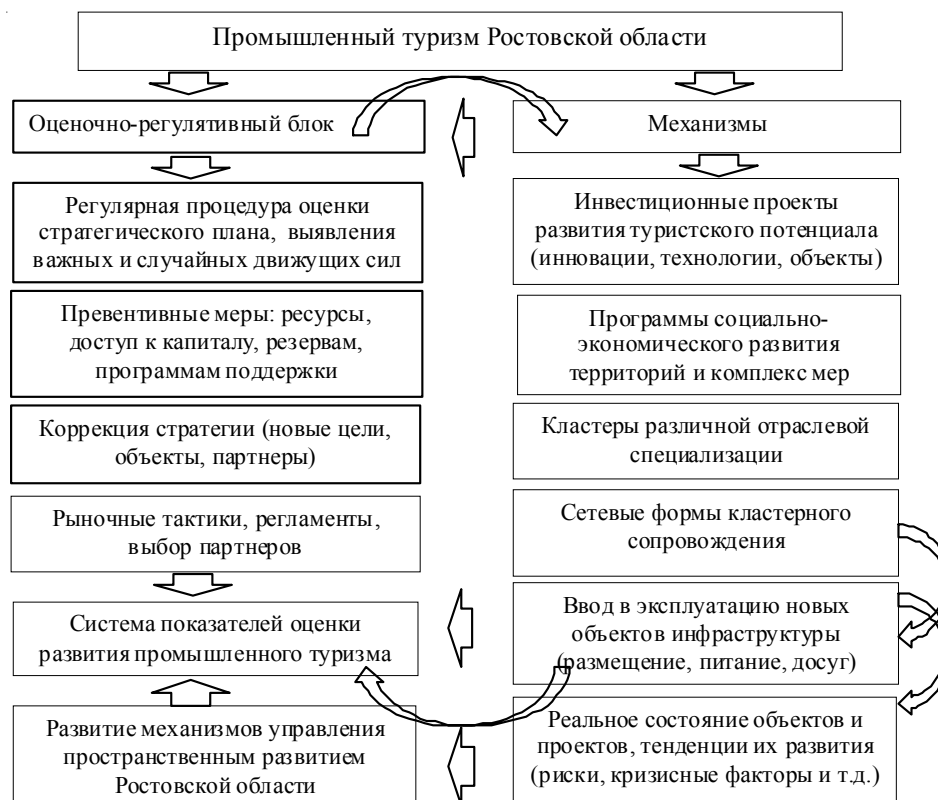 Промышленный туризм Ростовской области
Оценочно-регулятивный блок
Механизмы
Регулярная процедура оценки
стратегического плана, выявления
важных и случайных движущих сил
Инвестиционные проекты
развития туристского потенциала
(инновации, технологии, объекты)
Превентивные меры: ресурсы,
доступ к капиталу, резервам,
программам поддержки
Программы социально-
экономического развития
территорий и комплекс мер
Коррекция стратегии (новые цели,
объекты, партнеры)
Кластеры различной отраслевой
специализации
Рыночные тактики, регламенты,
выбор партнеров
Сетевые формы кластерного
сопровождения
Система показателей оценки
развития промышленного туризма
Ввод в эксплуатацию новых
объектов инфраструктуры
(размещение, питание, досуг)
Развитие механизмов управления
пространственным развитием
Ростовской области
Реальное состояние объектов и
проектов, тенденции их развития
(риски, кризисные факторы и т.д.)